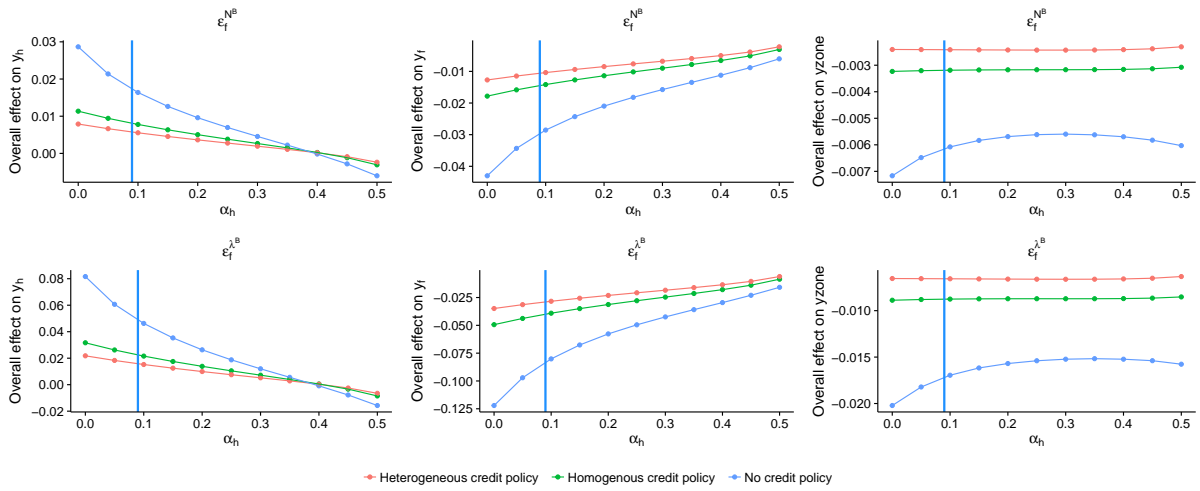 ε_f^{N^B}
Overall effect on y_h
0.03
0.02
0.01
0.00
0.0 0.1 0.2 0.3 0.4 0.5
α_h
ε_f^{N^B}
Overall effect on y_f
−0.01
−0.02
−0.03
−0.04
0.0 0.1 0.2 0.3 0.4 0.5
α_h
ε_f^{N^B}
Overall effect on yzone
−0.003
−0.004
−0.005
−0.006
−0.007
0.0 0.1 0.2 0.3 0.4 0.5
α_h
ε_f^{λ^B}
Overall effect on y_h
0.08
0.06
0.04
0.02
0.00
−0.02
0.0 0.1 0.2 0.3 0.4 0.5
α_h
ε_f^{λ^B}
Overall effect on y_f
−0.025
−0.050
−0.075
−0.100
−0.125
0.0 0.1 0.2 0.3 0.4 0.5
α_h
ε_f^{λ^B}
Overall effect on yzone
−0.010
−0.015
−0.020
0.0 0.1 0.2 0.3 0.4 0.5
α_h
Heterogeneous credit policy Homogenous credit policy No credit policy